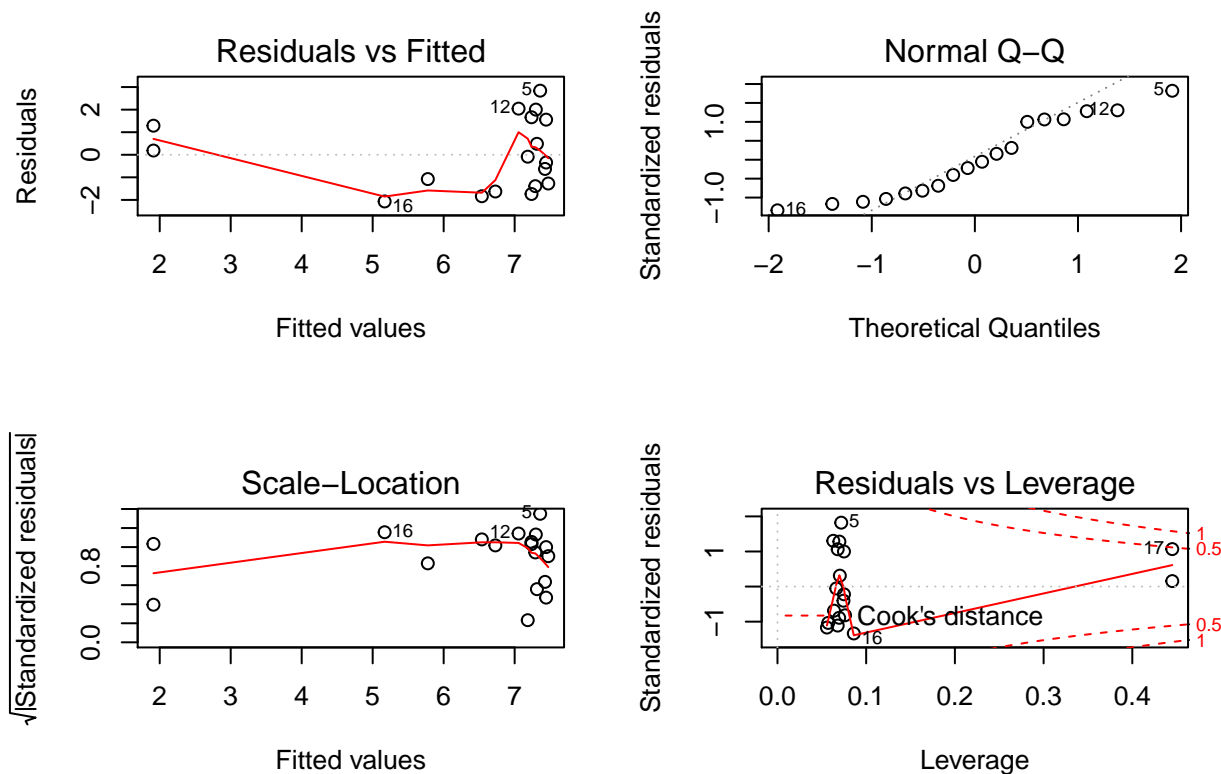 Residuals vs Fitted
Residuals
2
0
−2
5
12
16
2 3 4 5 6 7
Fitted values
Normal Q−Q
Standardized residuals
1.0
−1.0
5
12
16
−2 −1 0 1 2
Theoretical Quantiles
Scale−Location
√|Standardized residuals|
0.8
0.0
5
16
12
2 3 4 5 6 7
Fitted values
Residuals vs Leverage
Standardized residuals
1
−1
5
17
1
0.5
Cook's distance
16
0.5
1
0.0 0.1 0.2 0.3 0.4
Leverage